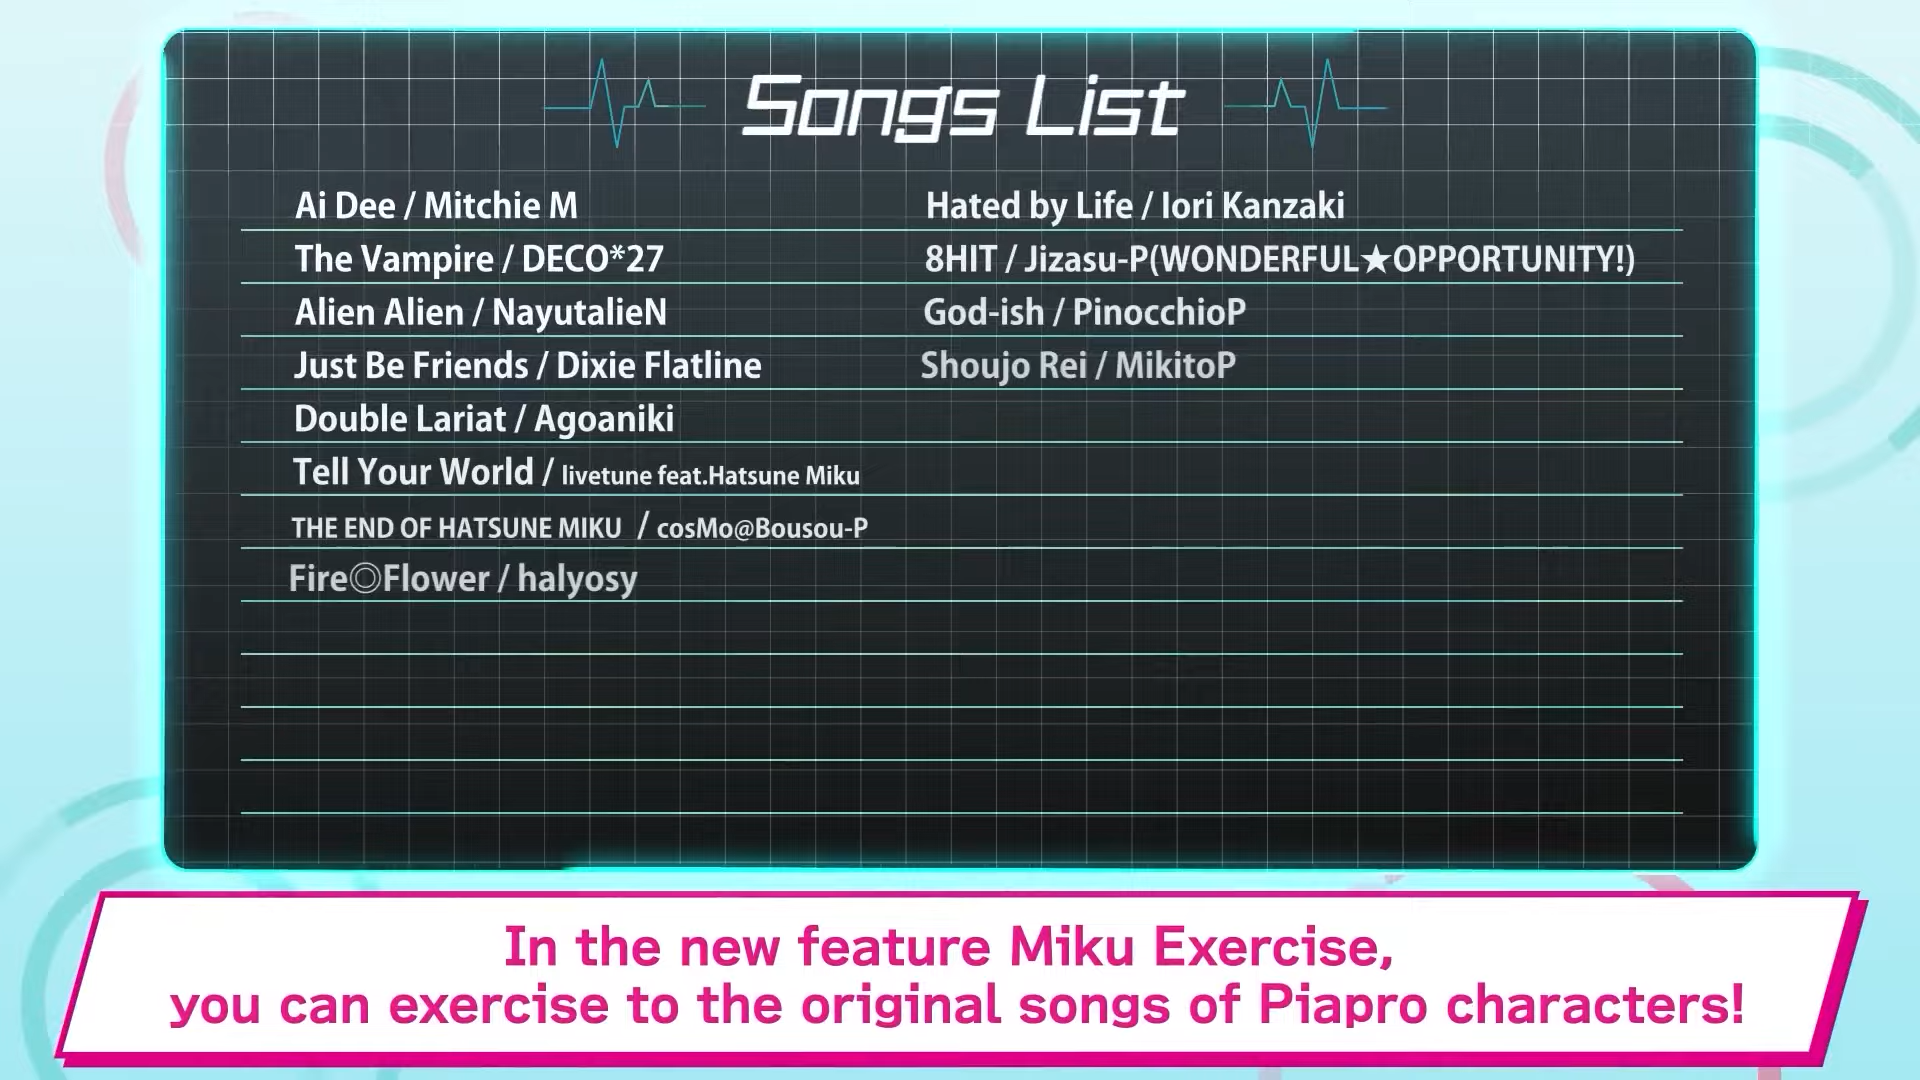 Songs List
Ai Dee / Mitchie M
The Vampire / DECO*27
Alien Alien / NayutalieN
Just Be Friends / Dixie Flatline
Double Lariat / Agoaniki
Tell Your World / livetune feat.Hatsune Miku
THE END OF HATSUNE MIKU / cosMo@Bousou-P
Fire◎Flower / halyosy
Hated by Life / Iori Kanzaki
8HIT / Jizasu-P(WONDERFUL★OPPORTUNITY!)
God-ish / PinocchioP
Shoujo Rei / MikitoP
In the new feature Miku Exercise,
you can exercise to the original songs of Piapro characters!